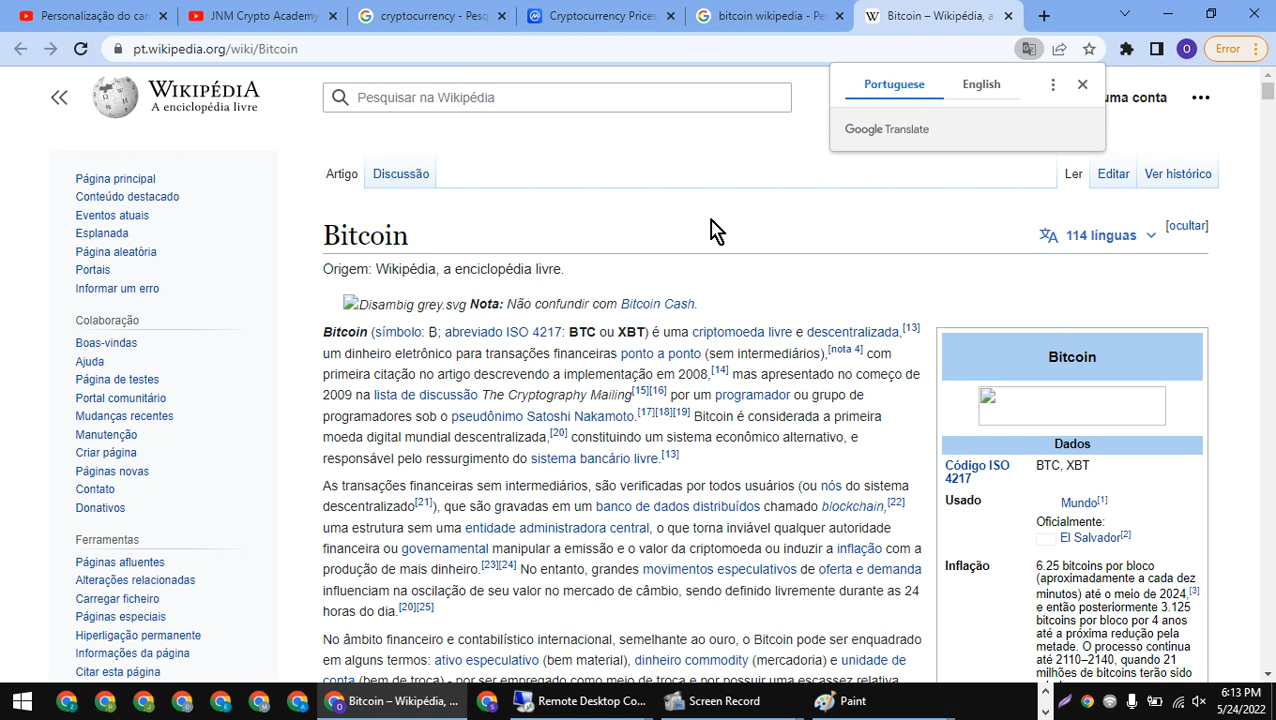 Personalização do can
JNM Crypto Academy
cryptocurrency - Pesq
Cryptocurrency Prices
bitcoin wikipedia - Pe
Bitcoin – Wikipédia, a
pt.wikipedia.org/wiki/Bitcoin
O
Error
WIKIPÉDIA
A enciclopédia livre
Pesquisar na Wikipédia
Portuguese English
Google Translate
uma conta
Artigo Discussão
Ler Editar Ver histórico
Página principal
Conteúdo destacado
Eventos atuais
Esplanada
Página aleatória
Portais
Informar um erro
Colaboração
Boas-vindas
Ajuda
Página de testes
Portal comunitário
Mudanças recentes
Manutenção
Criar página
Páginas novas
Contato
Donativos
Ferramentas
Páginas afluentes
Alterações relacionadas
Carregar ficheiro
Páginas especiais
Hiperligação permanente
Informações da página
Citar esta página
Bitcoin
114 línguas
[ocultar]
Origem: Wikipédia, a enciclopédia livre.
Disambig grey.svg Nota: Não confundir com Bitcoin Cash.
Bitcoin (símbolo: B; abreviado ISO 4217: BTC ou XBT) é uma criptomoeda livre e descentralizada,[13]
um dinheiro eletrônico para transações financeiras ponto a ponto (sem intermediários),[nota 4] com
primeira citação no artigo descrevendo a implementação em 2008,[14] mas apresentado no começo de
2009 na lista de discussão The Cryptography Mailing[15][16] por um programador ou grupo de
programadores sob o pseudônimo Satoshi Nakamoto.[17][18][19] Bitcoin é considerada a primeira
moeda digital mundial descentralizada,[20] constituindo um sistema econômico alternativo, e
responsável pelo ressurgimento do sistema bancário livre.[13]
As transações financeiras sem intermediários, são verificadas por todos usuários (ou nós do sistema
descentralizado[21]), que são gravadas em um banco de dados distribuídos chamado blockchain,[22]
uma estrutura sem uma entidade administradora central, o que torna inviável qualquer autoridade
financeira ou governamental manipular a emissão e o valor da criptomoeda ou induzir a inflação com a
produção de mais dinheiro.[23][24] No entanto, grandes movimentos especulativos de oferta e demanda
influenciam na oscilação de seu valor no mercado de câmbio, sendo definido livremente durante as 24
horas do dia.[20][25]
No âmbito financeiro e contabilístico internacional, semelhante ao ouro, o Bitcoin pode ser enquadrado
em alguns termos: ativo especulativo (bem material), dinheiro commodity (mercadoria) e unidade de
conta (bem de troca) - por ser empregado como meio de troca e por possuir uma escassez relativa
Bitcoin
Dados
Código ISO 4217 BTC, XBT
Usado Mundo[1]
Oficialmente:
El Salvador[2]
Inflação 6.25 bitcoins por bloco
(aproximadamente a cada dez
minutos) até o meio de 2024,[3]
e então posteriormente 3.125
bitcoins por bloco por 4 anos
até a próxima redução pela
metade. O processo continua
até 2110–2140, quando 21
milhões de bitcoins terão sido
Bitcoin – Wikipédia, ...
Remote Desktop Co...
Screen Record
Paint
6:13 PM
5/24/2022